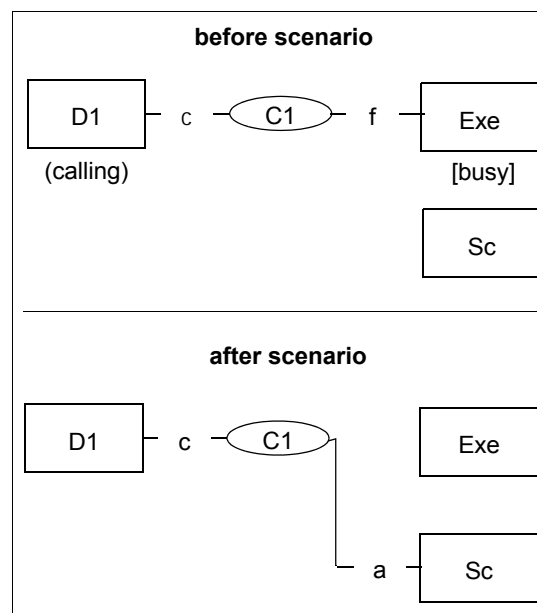 before scenario
D1 c C1 f Exe
(calling) [busy]
Sc
after scenario
D1 c C1 Exe
a Sc